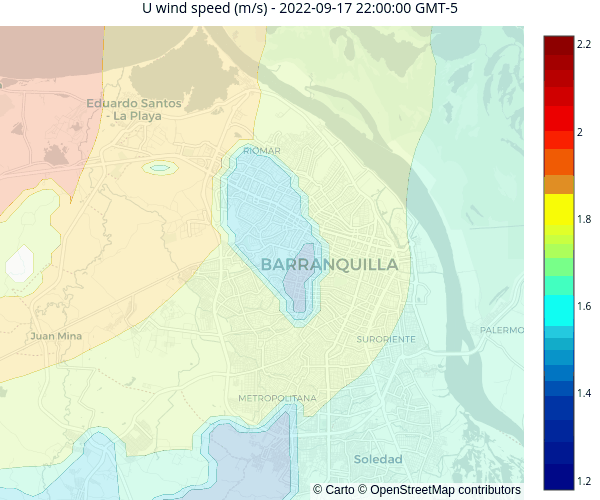 U wind speed (m/s) - 2022-09-17 22:00:00 GMT-5
2.2
Eduardo Santos
- La Playa
2
RIOMAR
1.8
BARRANQUILLA
1.6
Juan Mina
SURORIENTE
PALERMO
1.4
METROPOLITANA
Soledad
1.2
© Carto © OpenStreetMap contributors